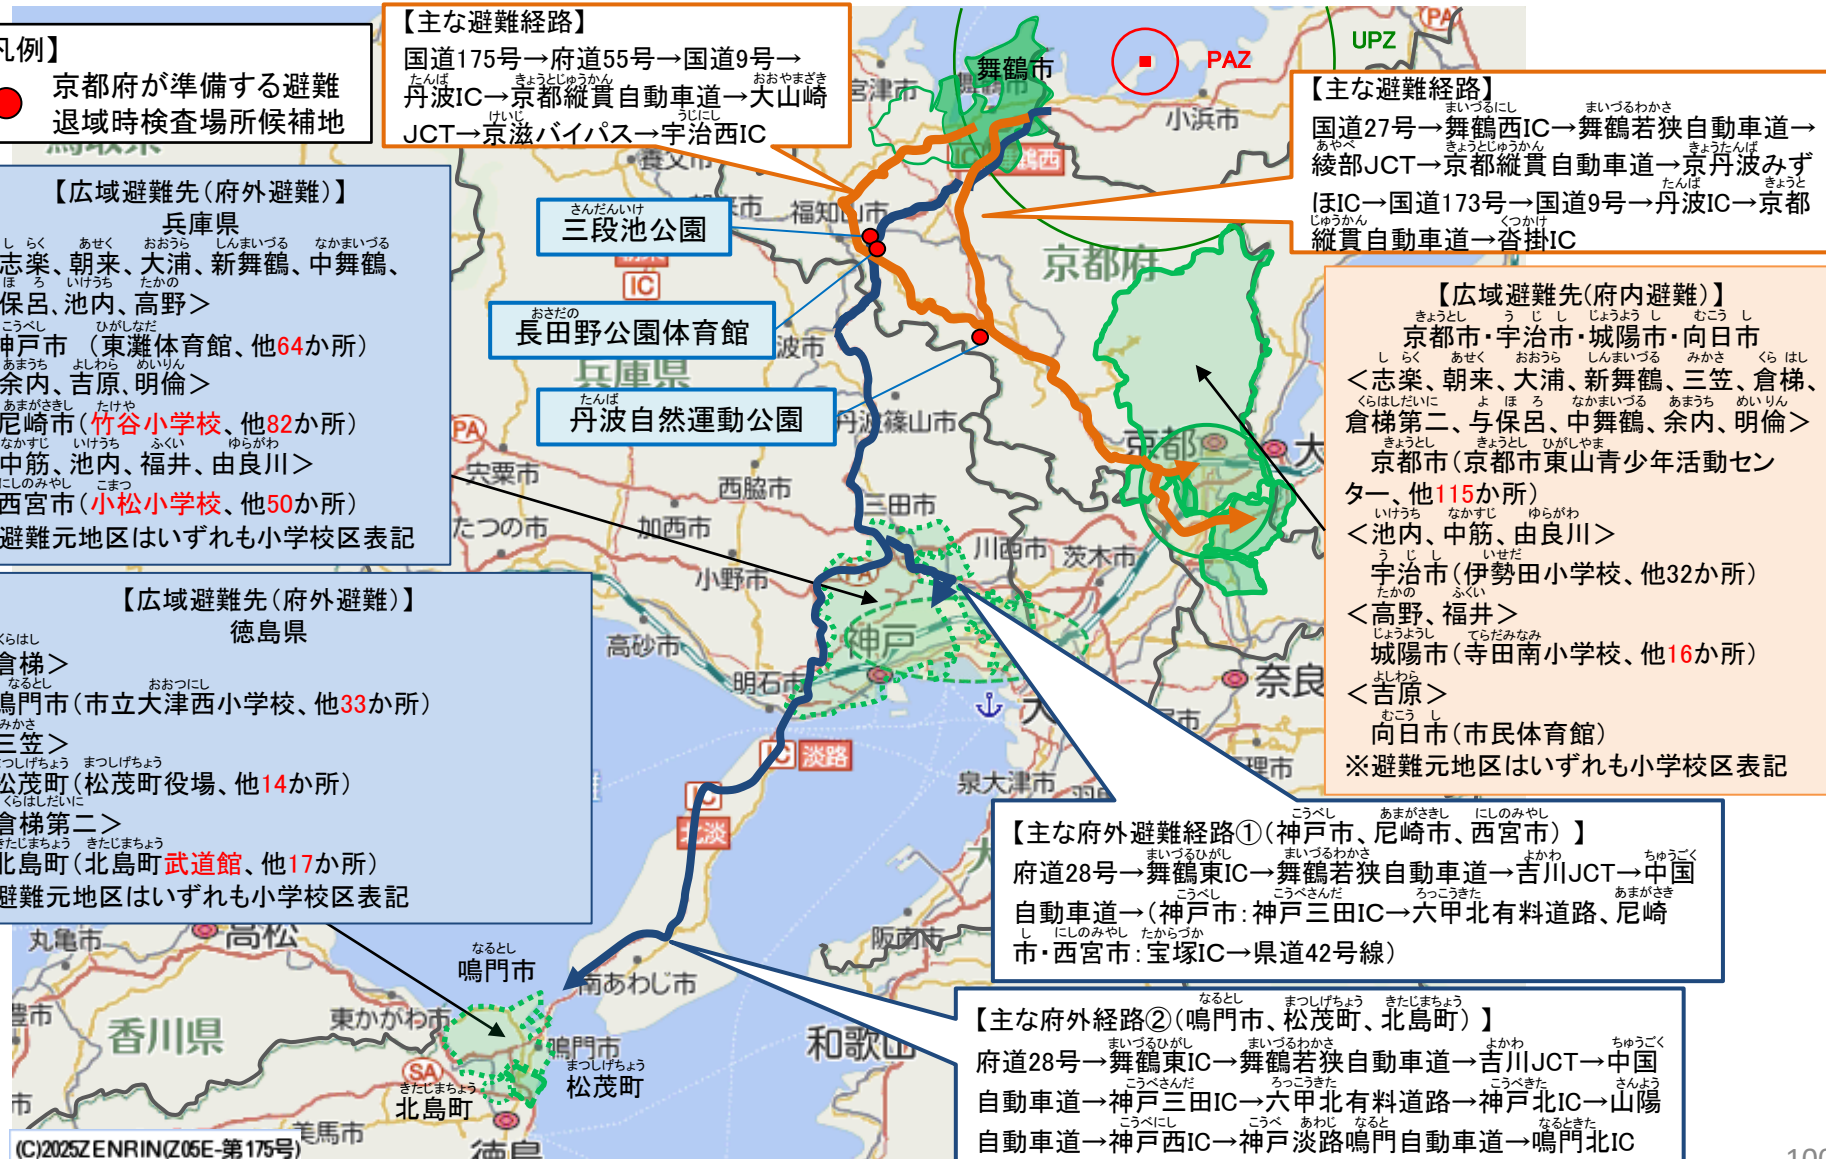 凡例】
京都府が準備する避難
退域時検査場所候補地
【主な避難経路】
国道175号→府道55号→国道9号→
丹波IC→京都縦貫自動車道→大山崎
JCT→京滋バイパス→宇治西IC
UPZ
PAZ
舞鶴市
宮津市
小浜市
【主な避難経路】
国道27号→舞鶴西IC→舞鶴若狭自動車道→
綾部JCT→京都縦貫自動車道→京丹波みず
ほIC→国道173号→国道9号→丹波IC→京都
縦貫自動車道→沓掛IC
【広域避難先(府外避難)】
兵庫県
志楽、朝来、大浦、新舞鶴、中舞鶴、
保呂、池内、高野＞
神戸市 (東灘体育館、他64か所)
余内、吉原、明倫＞
尼崎市(竹谷小学校、他82か所)
中筋、池内、福井、由良川＞
西宮市(小松小学校、他50か所)
避難元地区はいずれも小学校区表記
三段池公園
長田野公園体育館
丹波自然運動公園
養父市
福知山市
京都府
兵庫県
丹波篠山市
京都
PA
宍粟市
西脇市
三田市
たつの市
加西市
川西市
茨木市
小野市
神戸
高砂市
明石市
奈良
IC 淡路
IC
北淡
泉大津市
【広域避難先(府内避難)】
京都市・宇治市・城陽市・向日市
＜志楽、朝来、大浦、新舞鶴、三笠、倉梯、
倉梯第二、与保呂、中舞鶴、余内、明倫＞
京都市(京都市東山青少年活動セン
ター、他115か所)
＜池内、中筋、由良川＞
宇治市(伊勢田小学校、他32か所)
＜高野、福井＞
城陽市(寺田南小学校、他16か所)
＜吉原＞
向日市(市民体育館)
※避難元地区はいずれも小学校区表記
【広域避難先(府外避難)】
徳島県
倉梯＞
鳴門市(市立大津西小学校、他33か所)
三笠＞
松茂町(松茂町役場、他14か所)
倉梯第二＞
北島町(北島町武道館、他17か所)
避難元地区はいずれも小学校区表記
【主な府外避難経路①(神戸市、尼崎市、西宮市)】
府道28号→舞鶴東IC→舞鶴若狭自動車道→吉川JCT→中国
自動車道→(神戸市:神戸三田IC→六甲北有料道路、尼崎
市・西宮市:宝塚IC→県道42号線)
【主な府外経路②(鳴門市、松茂町、北島町)】
府道28号→舞鶴東IC→舞鶴若狭自動車道→吉川JCT→中国
自動車道→神戸三田IC→六甲北有料道路→神戸北IC→山陽
自動車道→神戸西IC→神戸淡路鳴門自動車道→鳴門北IC
丸亀市
高松
鳴門市
南あわじ市
阪南市
香川県
東かがわ市
鳴門市
松茂町
SA
北島町
和歌山
美馬市
徳島
(C)2025ZENRIN(Z05E-第175号)